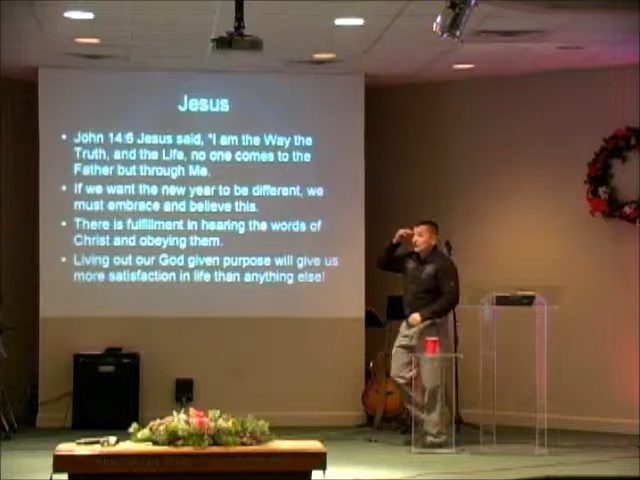 Jesus
• John 14:6 Jesus said, "I am the Way the
Truth, and the Life, no one comes to the
Father but through Me.
• If we want the new year to be different, we
must embrace and believe this.
• There is fulfillment in hearing the words of
Christ and obeying them.
• Living out our God given purpose will give us
more satisfaction in life than anything else!